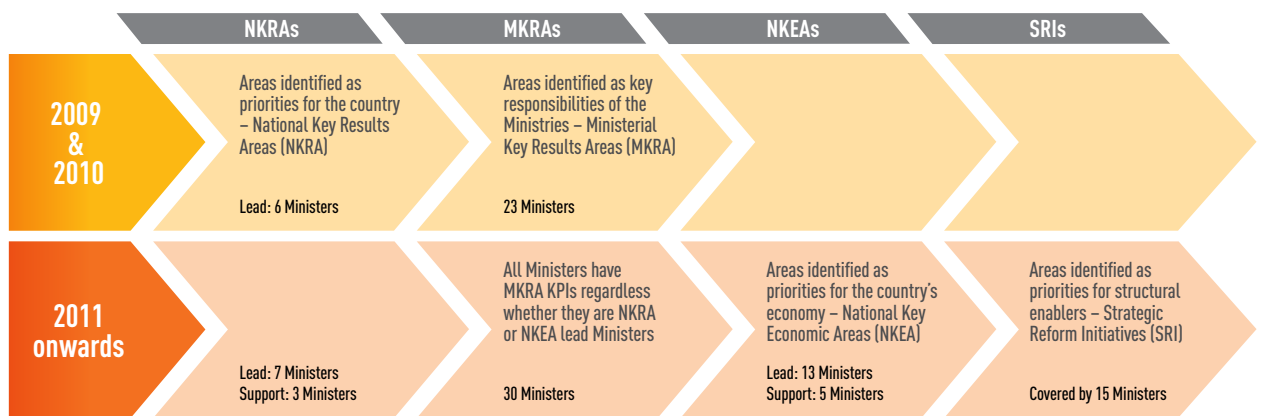 NKRAs
MKRAs
NKEAs
SRIs
2009
&
2010
Areas identified as
priorities for the country
– National Key Results
Areas (NKRA)
Lead: 6 Ministers
Areas identified as key
responsibilities of the
Ministries – Ministerial
Key Results Areas (MKRA)
23 Ministers
2011
onwards
Lead: 7 Ministers
Support: 3 Ministers
All Ministers have
MKRA KPIs regardless
whether they are NKRA
or NKEA lead Ministers
30 Ministers
Areas identified as
priorities for the country's
economy – National Key
Economic Areas (NKEA)
Lead: 13 Ministers
Support: 5 Ministers
Areas identified as
priorities for structural
enablers – Strategic
Reform Initiatives (SRI)
Covered by 15 Ministers